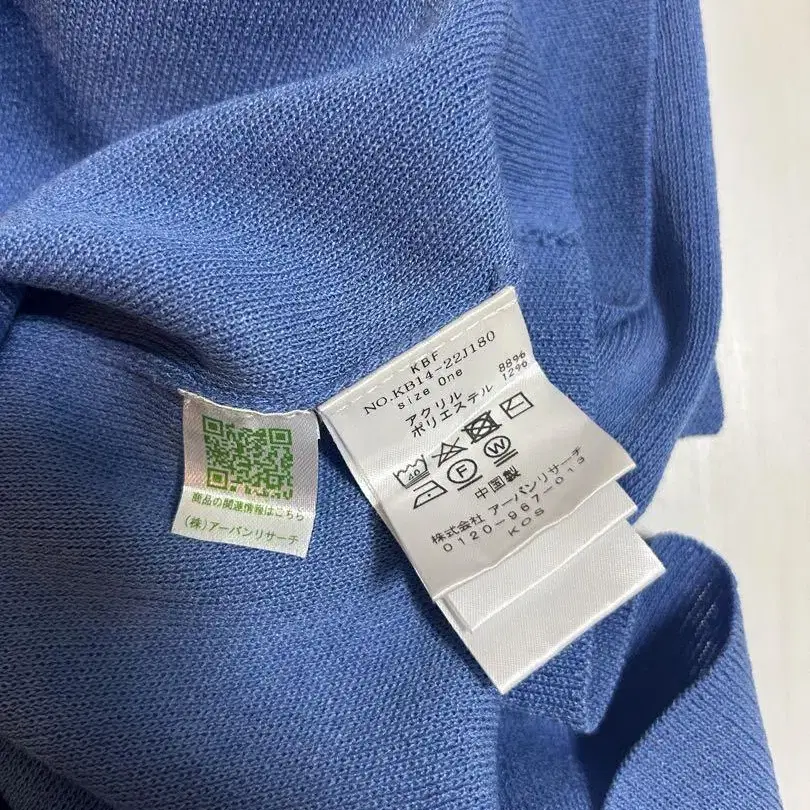 KBF
NO.KB14-22J180
size One
アクリル 88%
ポリエステル 12%
40
F W
中国製
株式会社 アーバンリサーチ
0120-967-013
KOS
商品の関連情報はこちら
(株)アーバンリサーチ